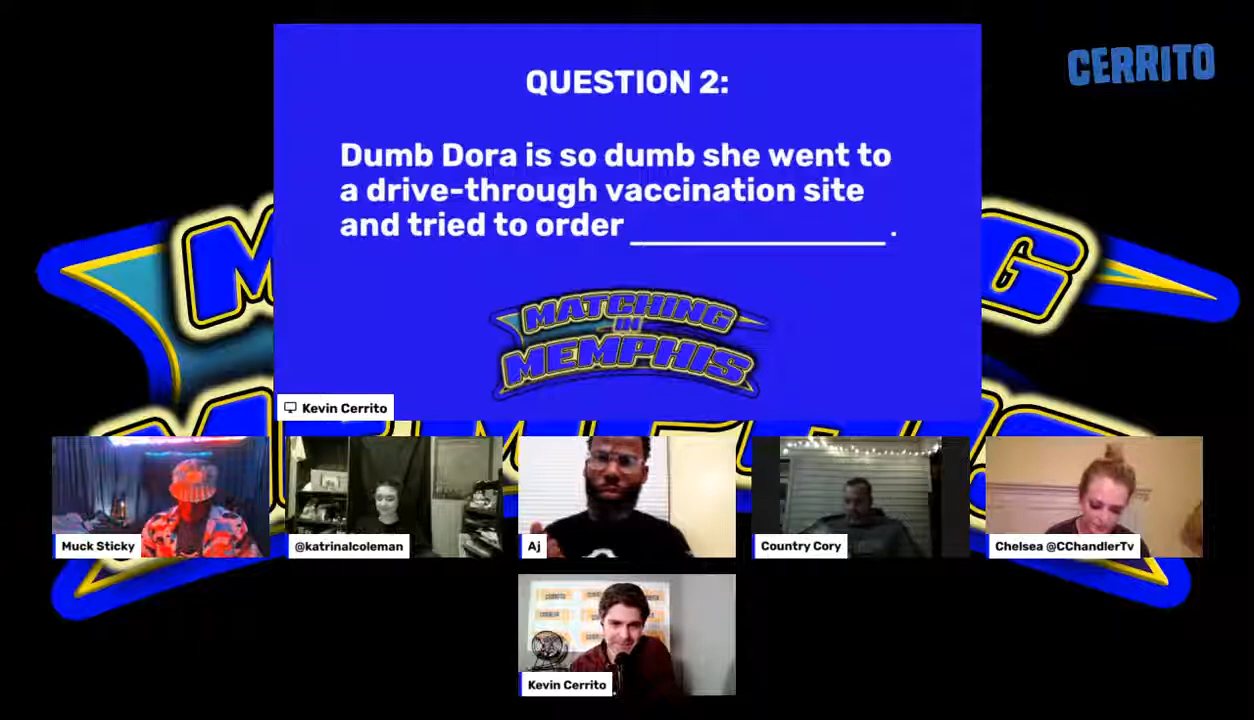 CERRITO
QUESTION 2:
Dumb Dora is so dumb she went to
a drive-through vaccination site
and tried to order ______________.
MATCHING
IN
MEMPHIS
Kevin Cerrito
Muck Sticky
@katrinalcoleman
Aj
Country Cory
Chelsea @CChandlerTv
Kevin Cerrito